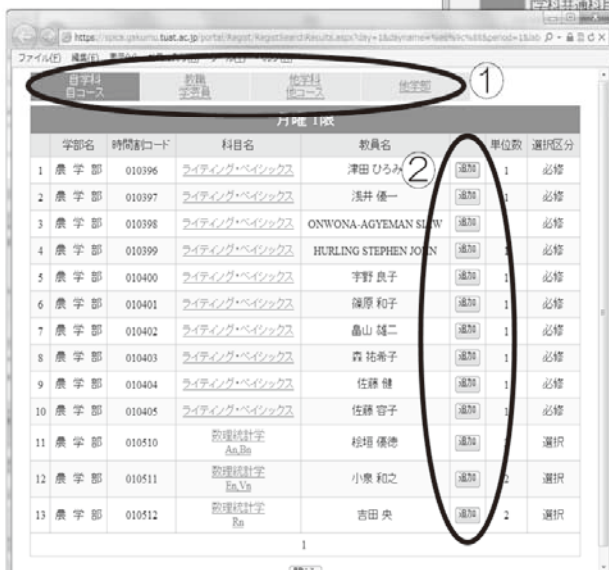 学科共通科目
ファイル(F) 編集(E)
自学科
自コース
教職
学芸員
他学科
他コース
他学部
①
月曜 1限
学部名 時間割コード 科目名 教員名 単位数 選択区分
②
1 農学部 010396 ライティング・ベイシックス 津田 ひろみ 追加 1 必修
2 農学部 010397 ライティング・ベイシックス 浅井 優一 追加 1 必修
3 農学部 010398 ライティング・ベイシックス ONWONA-AGYEMAN SIAW 追加 1 必修
4 農学部 010399 ライティング・ベイシックス HURLING STEPHEN JOHN 追加 1 必修
5 農学部 010400 ライティング・ベイシックス 宇野 良子 追加 1 必修
6 農学部 010401 ライティング・ベイシックス 篠原 和子 追加 1 必修
7 農学部 010402 ライティング・ベイシックス 畠山 雄二 追加 1 必修
8 農学部 010403 ライティング・ベイシックス 森 祐希子 追加 1 必修
9 農学部 010404 ライティング・ベイシックス 佐藤 健 追加 1 必修
10 農学部 010405 ライティング・ベイシックス 佐藤 容子 追加 1 必修
11 農学部 010510 数理統計学 桧垣 優徳 追加 選択
An,Bn
12 農学部 010511 数理統計学 小泉 和之 追加 2 選択
En,Vn
13 農学部 010512 数理統計学 吉田 央 追加 2 選択
Rn
1